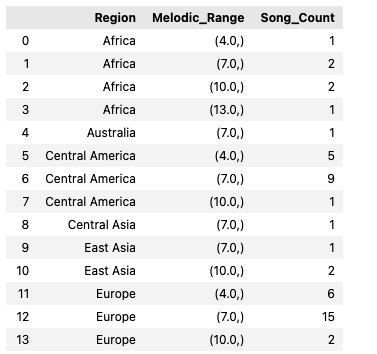 Region Melodic_Range Song_Count
0 Africa (4.0,) 1
1 Africa (7.0,) 2
2 Africa (10.0,) 2
3 Africa (13.0,) 1
4 Australia (7.0,) 1
5 Central America (4.0,) 5
6 Central America (7.0,) 9
7 Central America (10.0,) 1
8 Central Asia (7.0,) 1
9 East Asia (7.0,) 1
10 East Asia (10.0,) 2
11 Europe (4.0,) 6
12 Europe (7.0,) 15
13 Europe (10.0,) 2